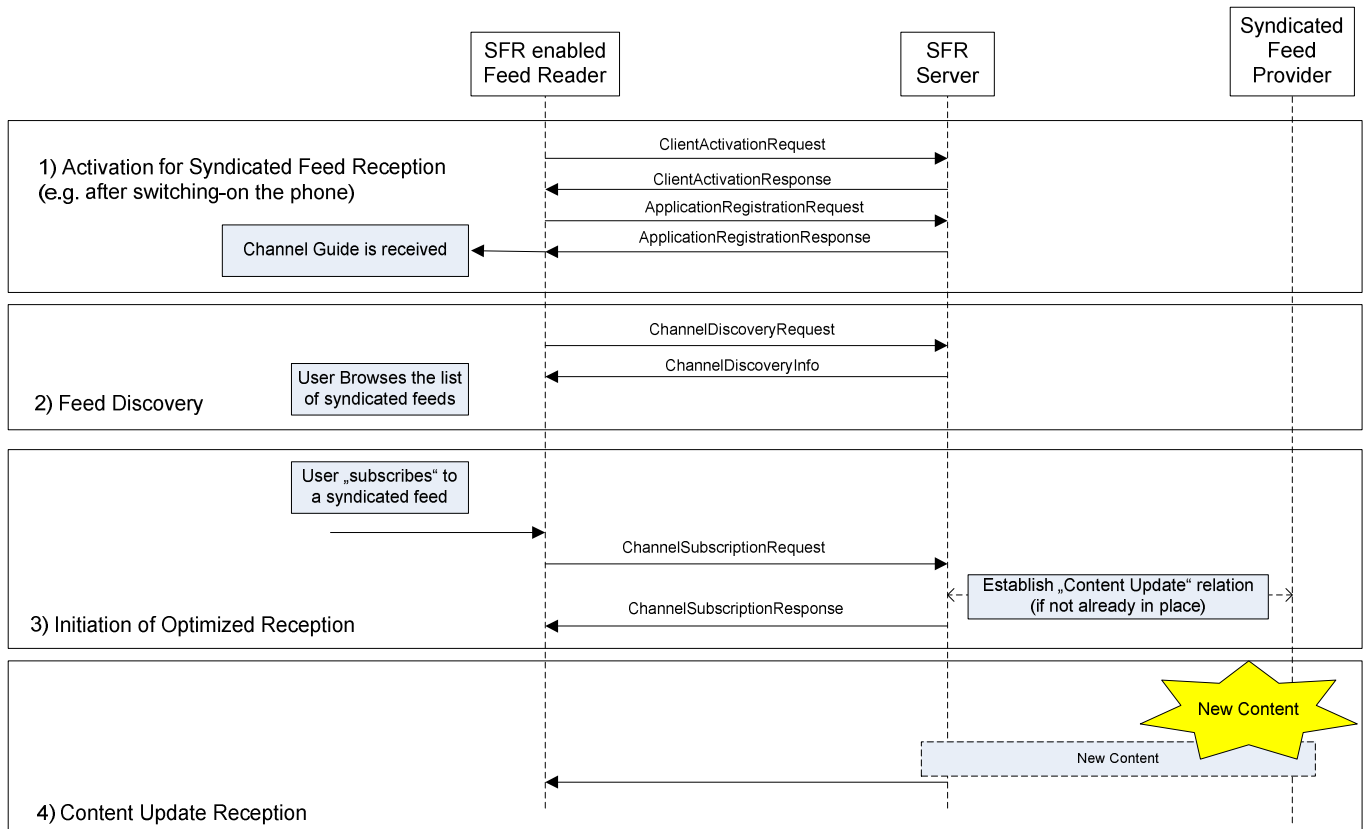 SFR enabled
Feed Reader
SFR
Server
Syndicated
Feed
Provider
1) Activation for Syndicated Feed Reception
(e.g. after switching-on the phone)
ClientActivationRequest
ClientActivationResponse
ApplicationRegistrationRequest
ApplicationRegistrationResponse
Channel Guide is received
ChannelDiscoveryRequest
ChannelDiscoveryInfo
User Browses the list
of syndicated feeds
2) Feed Discovery
User „subscribes“ to
a syndicated feed
ChannelSubscriptionRequest
Establish „Content Update“ relation
(if not already in place)
ChannelSubscriptionResponse
3) Initiation of Optimized Reception
New Content
New Content
4) Content Update Reception